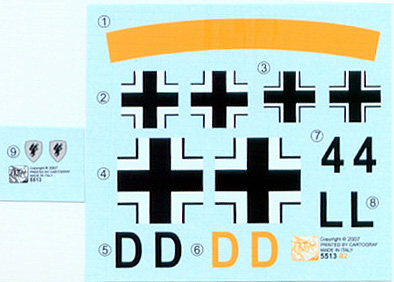 ①
②
③
④
⑦
4 4
⑨
Copyright © 2007
PRINTED BY CARTOGRAF
MADE IN ITALY
5513
⑧
L L
⑤
D D
⑥
D D
Copyright © 2007
PRINTED BY CARTOGRAF
MADE IN ITALY
5513 02